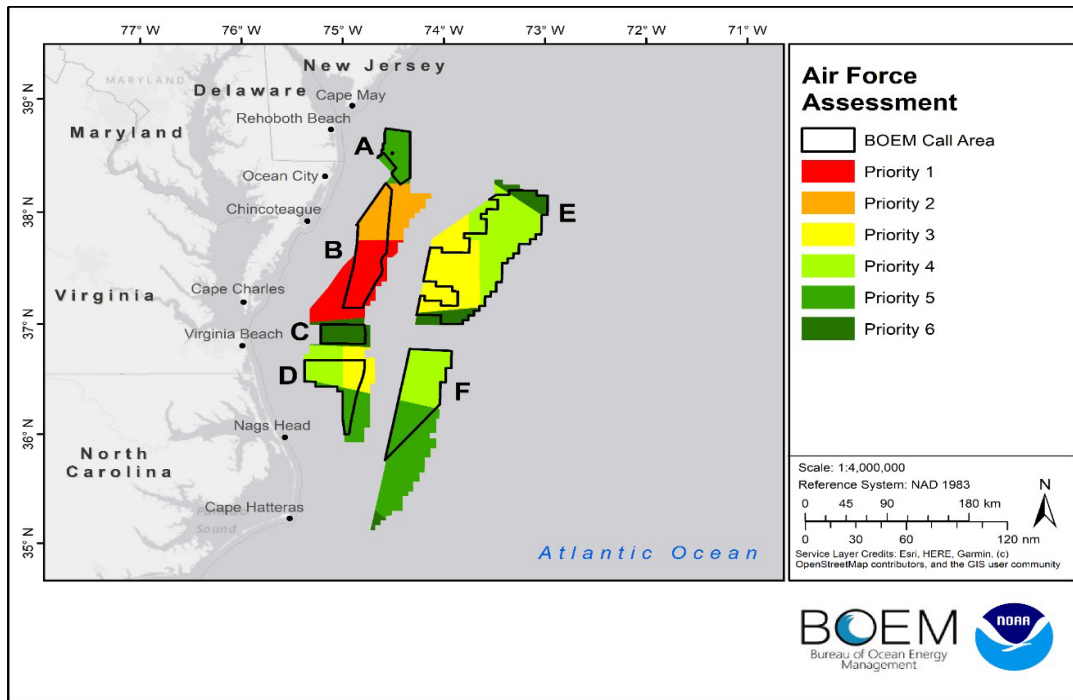 77° W
76° W
75° W
74° W
73° W
72° W
71° W
39° N
38° N
37° N
36° N
35° N
New Jersey
MARYLAND
Delaware
Cape May
Rehoboth Beach
Maryland
A
Ocean City
Chincoteague
E
B
Cape Charles
Virginia
Virginia Beach
C
D
F
Nags Head
North
Carolina
Cape Hatteras
Sound
Atlantic Ocean
Air Force
Assessment
BOEM Call Area
Priority 1
Priority 2
Priority 3
Priority 4
Priority 5
Priority 6
Scale: 1:4,000,000
Reference System: NAD 1983
0 45 90 180 km
0 30 60 120 nm
N
Service Layer Credits: Esri, HERE, Garmin, (c)
OpenStreetMap contributors, and the GIS user community
BOEM
Bureau of Ocean Energy
Management
NOAA